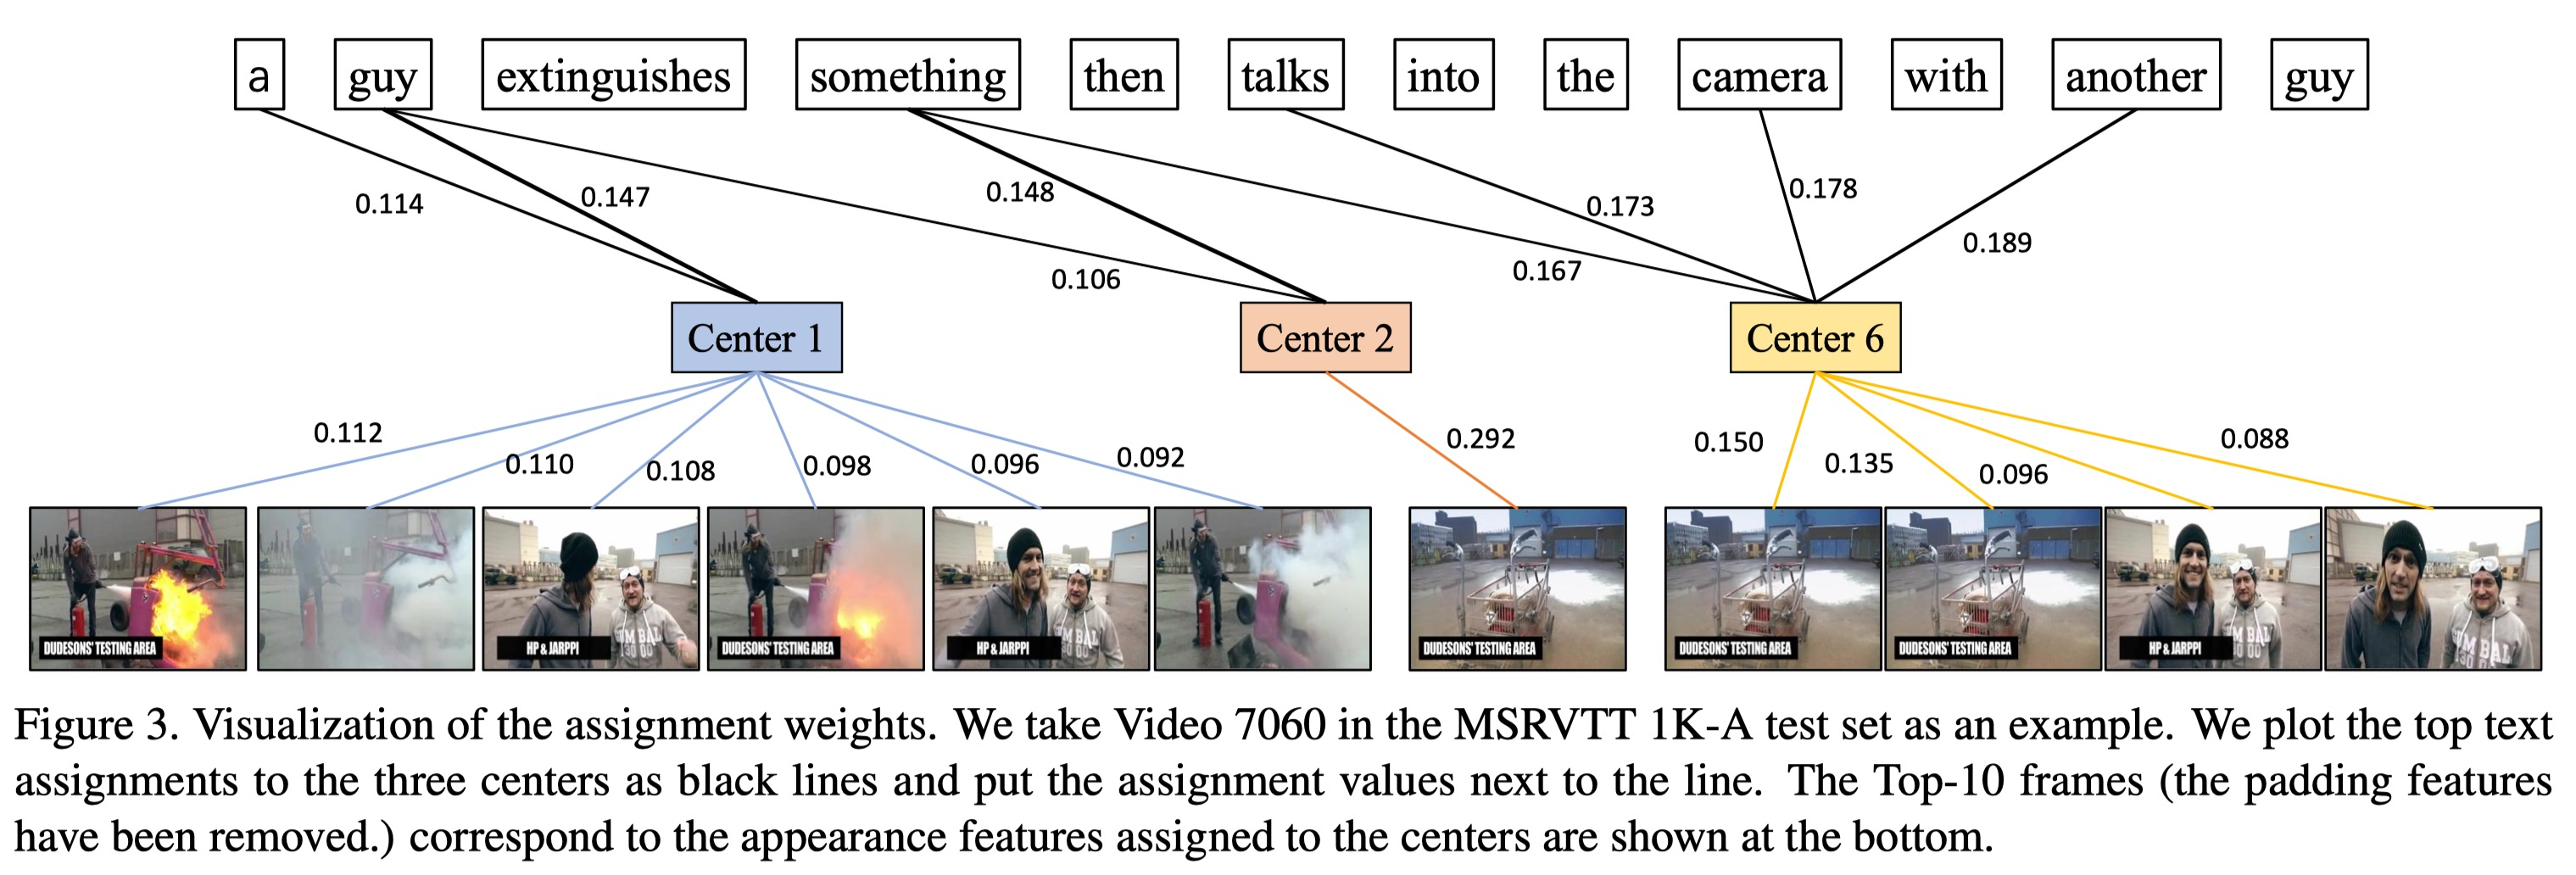 a guy extinguishes something then talks into the camera with another guy
0.114 0.147 0.148 0.173 0.178
0.106 0.167 0.189
Center 1 Center 2 Center 6
0.112 0.110 0.108 0.098 0.096 0.092 0.292 0.150 0.135 0.096 0.088
DUDESONS' TESTING AREA
HP & JARPPI
DUDESONS' TESTING AREA
HP & JARPPI
DUDESONS' TESTING AREA
DUDESONS' TESTING AREA
DUDESONS' TESTING AREA
HP & JARPPI
Figure 3. Visualization of the assignment weights. We take Video 7060 in the MSRVTT 1K-A test set as an example. We plot the top text
assignments to the three centers as black lines and put the assignment values next to the line. The Top-10 frames (the padding features
have been removed.) correspond to the appearance features assigned to the centers are shown at the bottom.